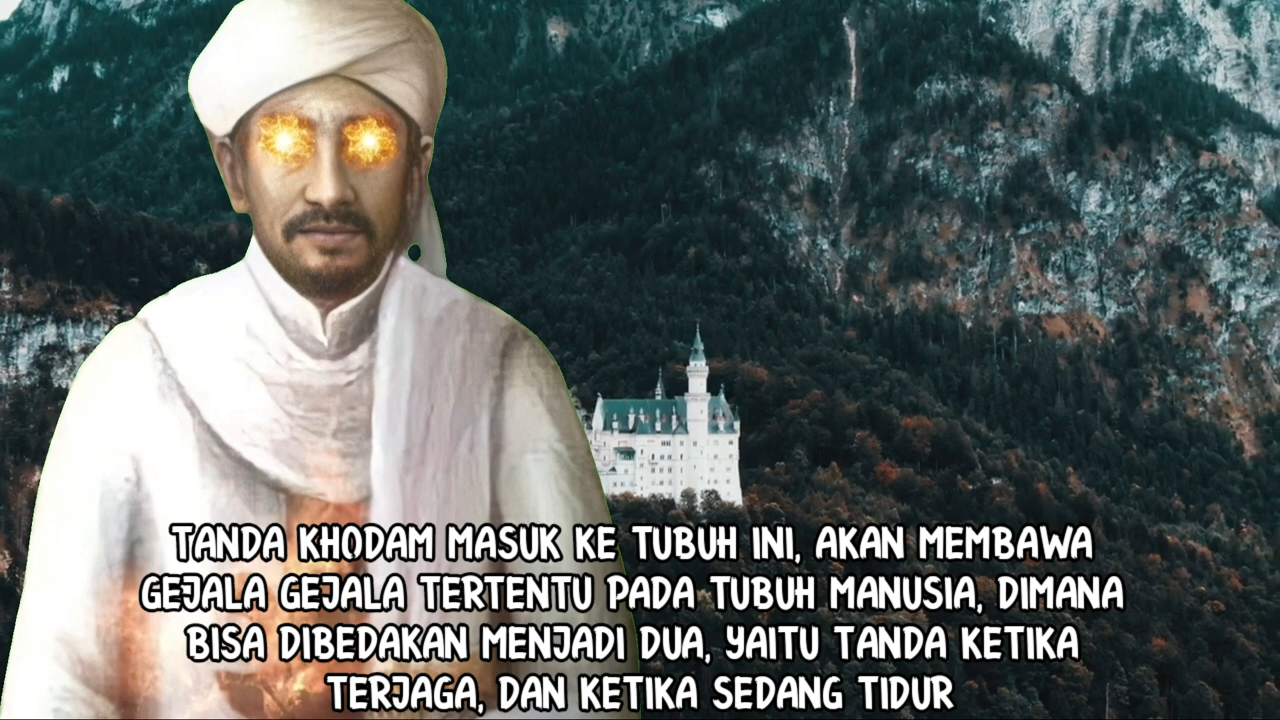 TANDA KHODAM MASUK KE TUBUH INI, AKAN MEMBAWA
GEJALA GEJALA TERTENTU PADA TUBUH MANUSIA, DIMANA
BISA DIBEDAKAN MENJADI DUA, YAITU TANDA KETIKA
TERJAGA, DAN KETIKA SEDANG TIDUR